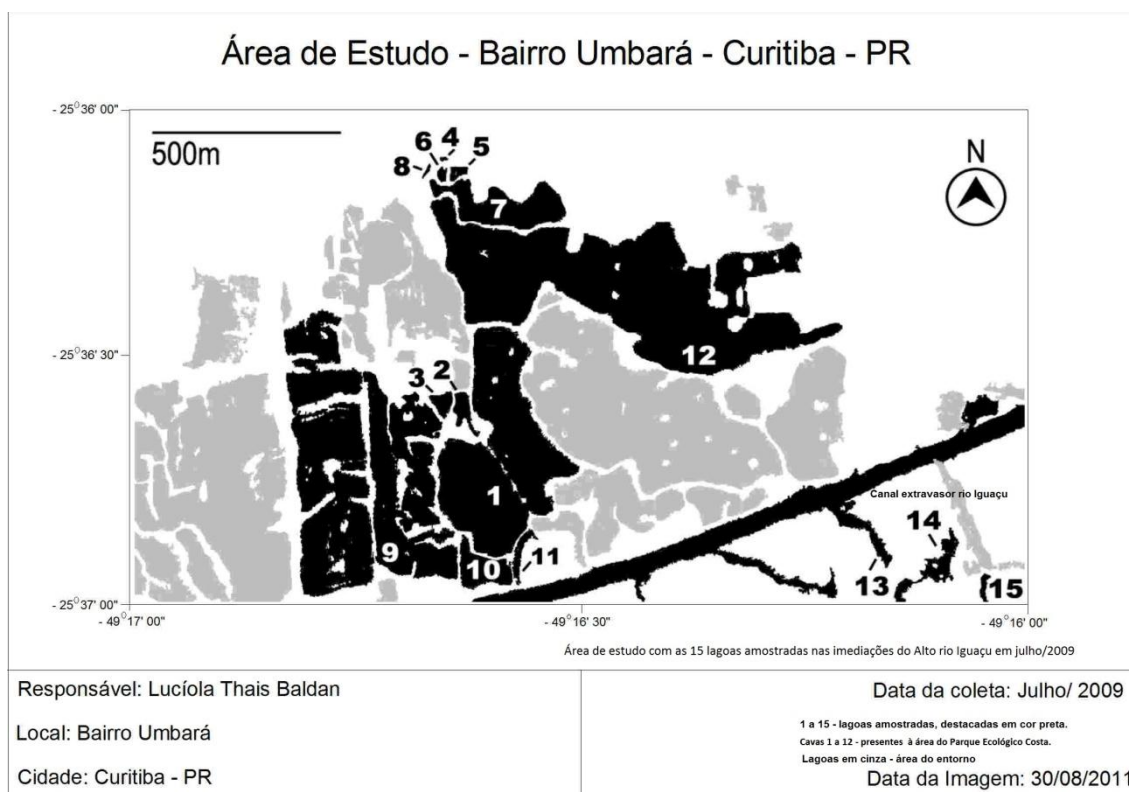 Área de Estudo - Bairro Umbará - Curitiba - PR
- 25° 36' 00"
500m
N
6 4
8 5
7
- 25° 36' 30"
12
3 2
1
Canal extravasor rio Iguaçu
14
9
10
11
13
15
- 25° 37' 00"
- 49° 17' 00"
- 49° 16' 30"
- 49° 16' 00"
Área de estudo com as 15 lagoas amostradas nas imediações do Alto rio Iguaçu em julho/2009
Responsável: Lucíola Thais Baldan
Local: Bairro Umbará
Cidade: Curitiba - PR
Data da coleta: Julho/ 2009
1 a 15 - lagoas amostradas, destacadas em cor preta.
Cavas 1 a 12 - presentes à área do Parque Ecológico Costa.
Lagoas em cinza - área do entorno
Data da Imagem: 30/08/2011